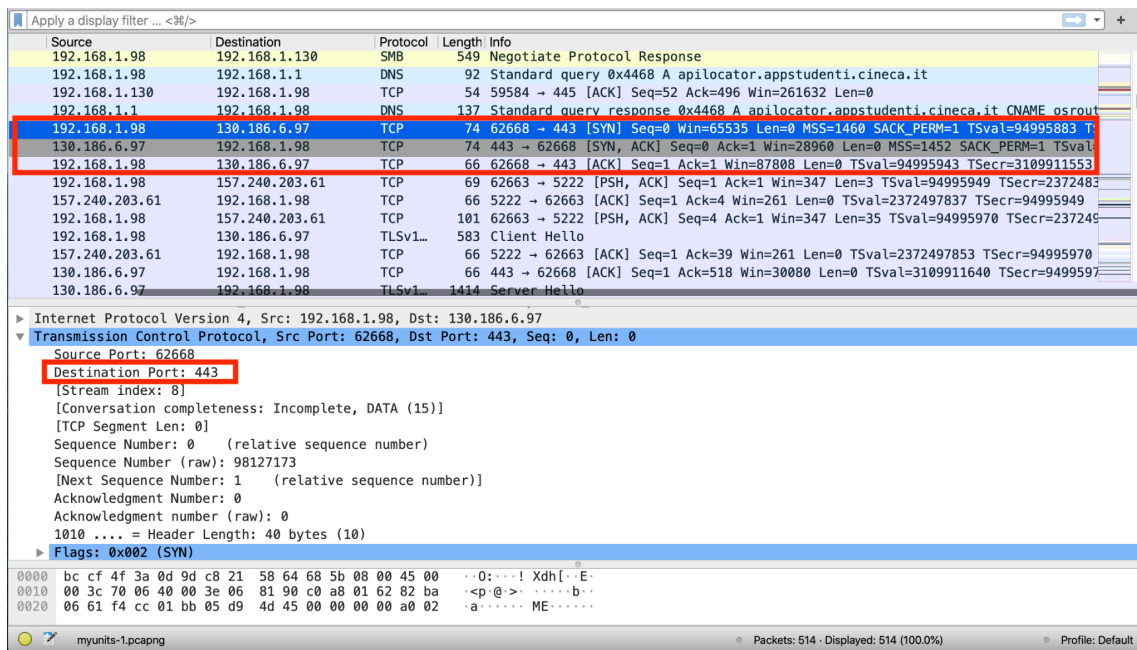 Apply a display filter ... <⌘/>
+
Source Destination Protocol Length Info
192.168.1.98 192.168.1.130 SMB 549 Negotiate Protocol Response
192.168.1.98 192.168.1.1 DNS 92 Standard query 0x4468 A apilocator.appstudenti.cineca.it
192.168.1.130 192.168.1.98 TCP 54 59584 → 445 [ACK] Seq=52 Ack=496 Win=261632 Len=0
192.168.1.1 192.168.1.98 DNS 137 Standard query response 0x4468 A apilocator.appstudenti.cineca.it CNAME osrout
192.168.1.98 130.186.6.97 TCP 74 62668 → 443 [SYN] Seq=0 Win=65535 Len=0 MSS=1460 SACK_PERM=1 TSval=94995883 TS
130.186.6.97 192.168.1.98 TCP 74 443 → 62668 [SYN, ACK] Seq=0 Ack=1 Win=28960 Len=0 MSS=1452 SACK_PERM=1 TSval
192.168.1.98 130.186.6.97 TCP 66 62668 → 443 [ACK] Seq=1 Ack=1 Win=87808 Len=0 TSval=94995943 TSecr=3109911553
192.168.1.98 157.240.203.61 TCP 69 62663 → 5222 [PSH, ACK] Seq=1 Ack=1 Win=347 Len=3 TSval=94995949 TSecr=2372483
157.240.203.61 192.168.1.98 TCP 66 5222 → 62663 [ACK] Seq=1 Ack=4 Win=261 Len=0 TSval=2372497837 TSecr=94995949
192.168.1.98 157.240.203.61 TCP 101 62663 → 5222 [PSH, ACK] Seq=4 Ack=1 Win=347 Len=35 TSval=94995970 TSecr=237249
192.168.1.98 130.186.6.97 TLSv1… 583 Client Hello
157.240.203.61 192.168.1.98 TCP 66 5222 → 62663 [ACK] Seq=1 Ack=39 Win=261 Len=0 TSval=2372497853 TSecr=94995970
130.186.6.97 192.168.1.98 TCP 66 443 → 62668 [ACK] Seq=1 Ack=518 Win=30080 Len=0 TSval=3109911640 TSecr=9499597
130.186.6.97 192.168.1.98 TLSv1… 1414 Server Hello
Internet Protocol Version 4, Src: 192.168.1.98, Dst: 130.186.6.97
Transmission Control Protocol, Src Port: 62668, Dst Port: 443, Seq: 0, Len: 0
Source Port: 62668
Destination Port: 443
[Stream index: 8]
[Conversation completeness: Incomplete, DATA (15)]
[TCP Segment Len: 0]
Sequence Number: 0 (relative sequence number)
Sequence Number (raw): 98127173
[Next Sequence Number: 1 (relative sequence number)]
Acknowledgment Number: 0
Acknowledgment number (raw): 0
1010 .... = Header Length: 40 bytes (10)
Flags: 0x002 (SYN)
0000 bc cf 4f 3a 0d 9d c8 21 58 64 68 5b 08 00 45 00 ··O:···! Xdh[··E·
0010 00 3c 70 06 40 00 3e 06 81 90 c0 a8 01 62 82 ba ·<p·@·>· ·····b··
0020 06 61 f4 cc 01 bb 05 d9 4d 45 00 00 00 00 a0 02 ·a······ ME······
myunits-1.pcapng Packets: 514 · Displayed: 514 (100.0%) Profile: Default